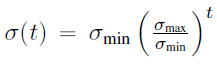 σ(t) = σ_min (σ_max / σ_min)^t